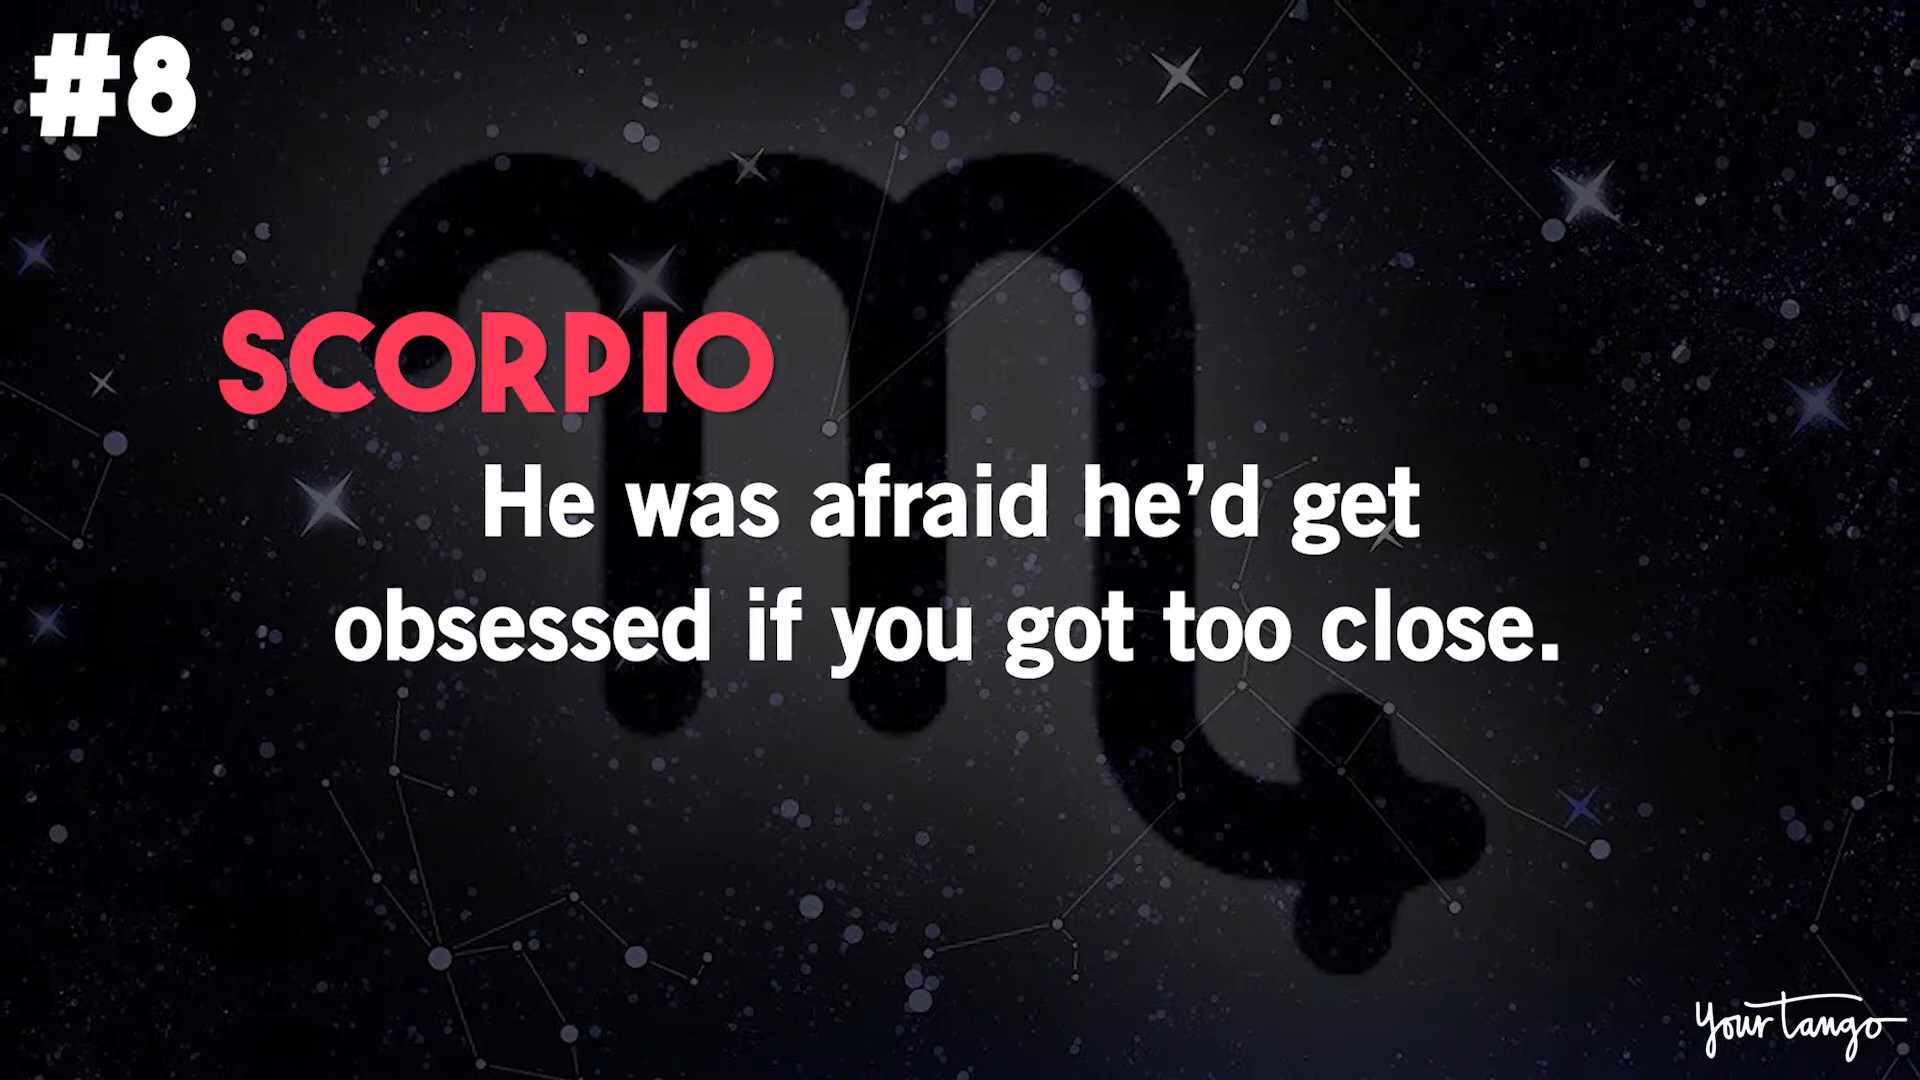 #8
SCORPIO
He was afraid he’d get
obsessed if you got too close.
yourtango